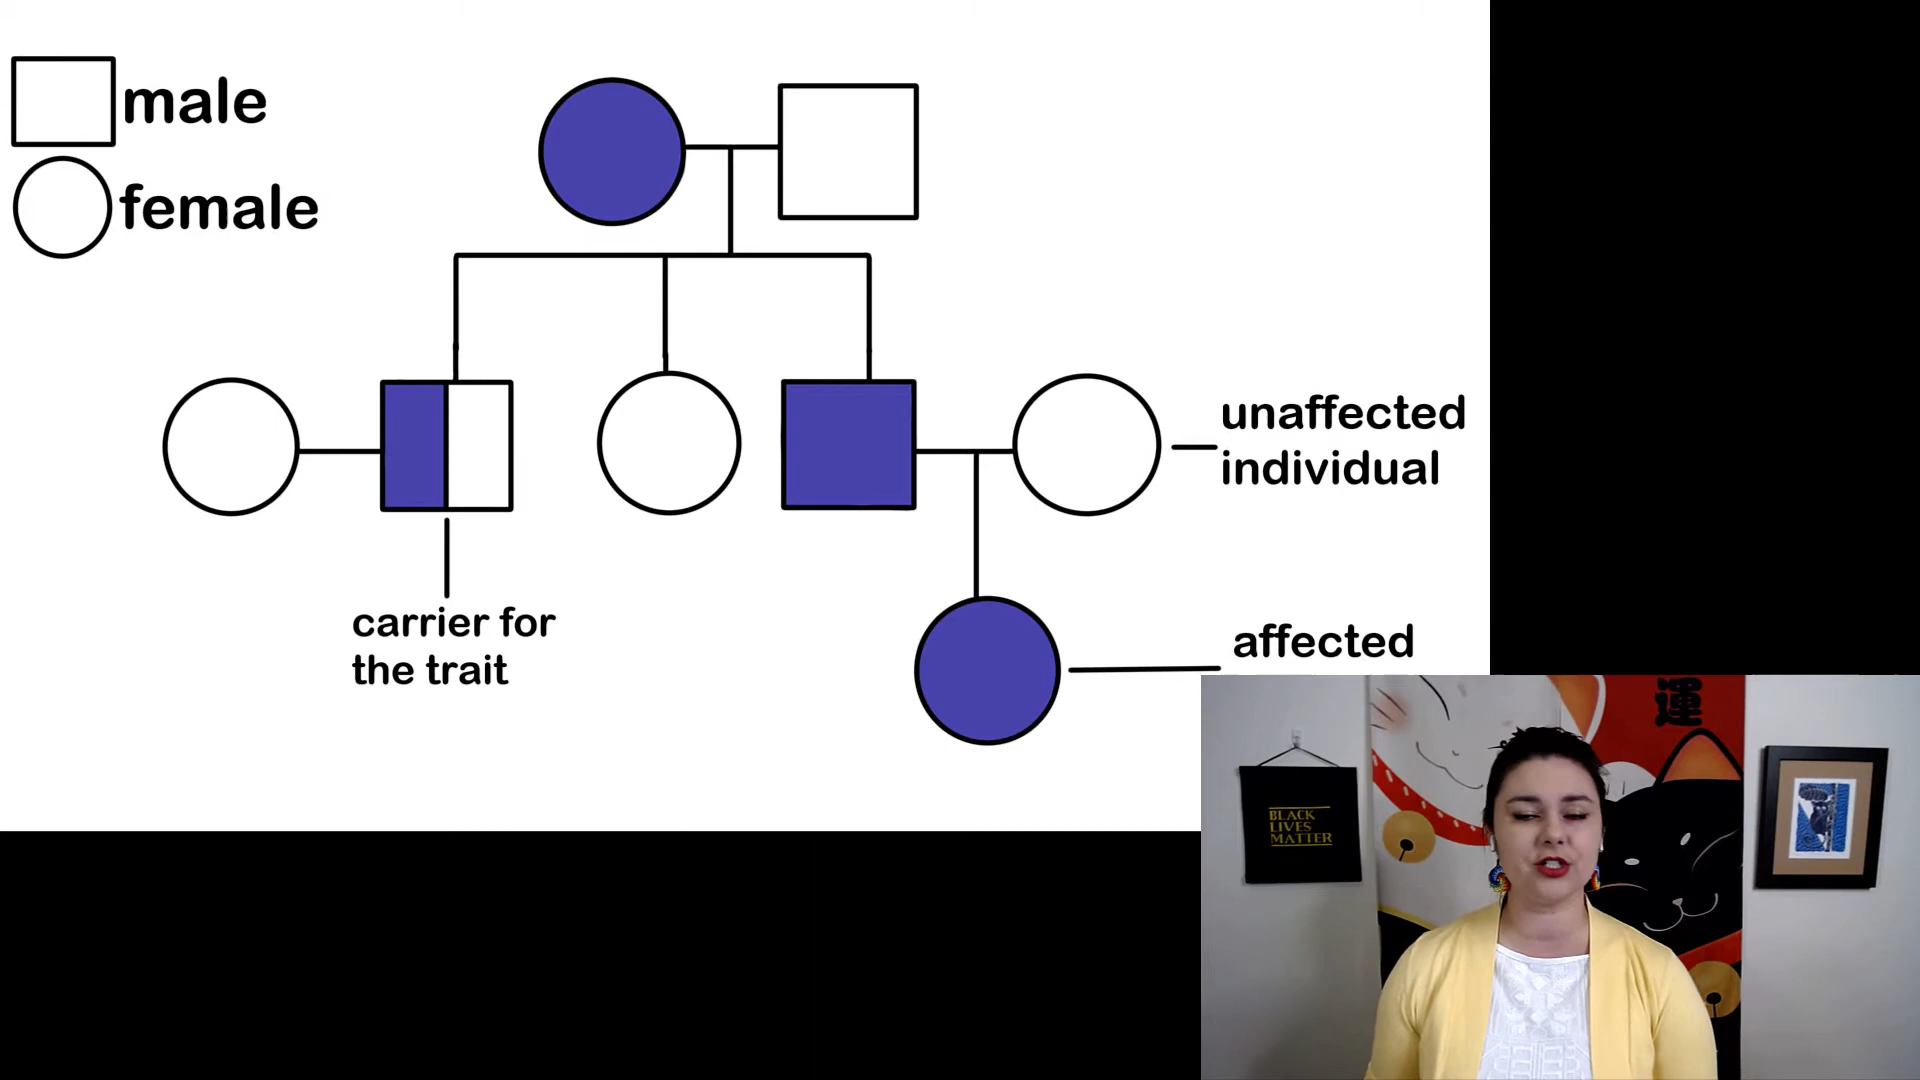 male
female
unaffected
individual
carrier for
the trait
affected
運
BLACK
LIVES
MATTER